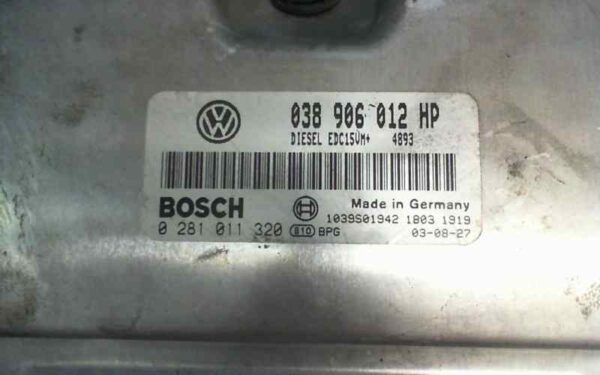 038 906 012 HP
DIESEL EDC15VM+ 4893
BOSCH
Made in Germany
1039S01942 1803 1919
0 281 011 320 810 BPG 03-08-27